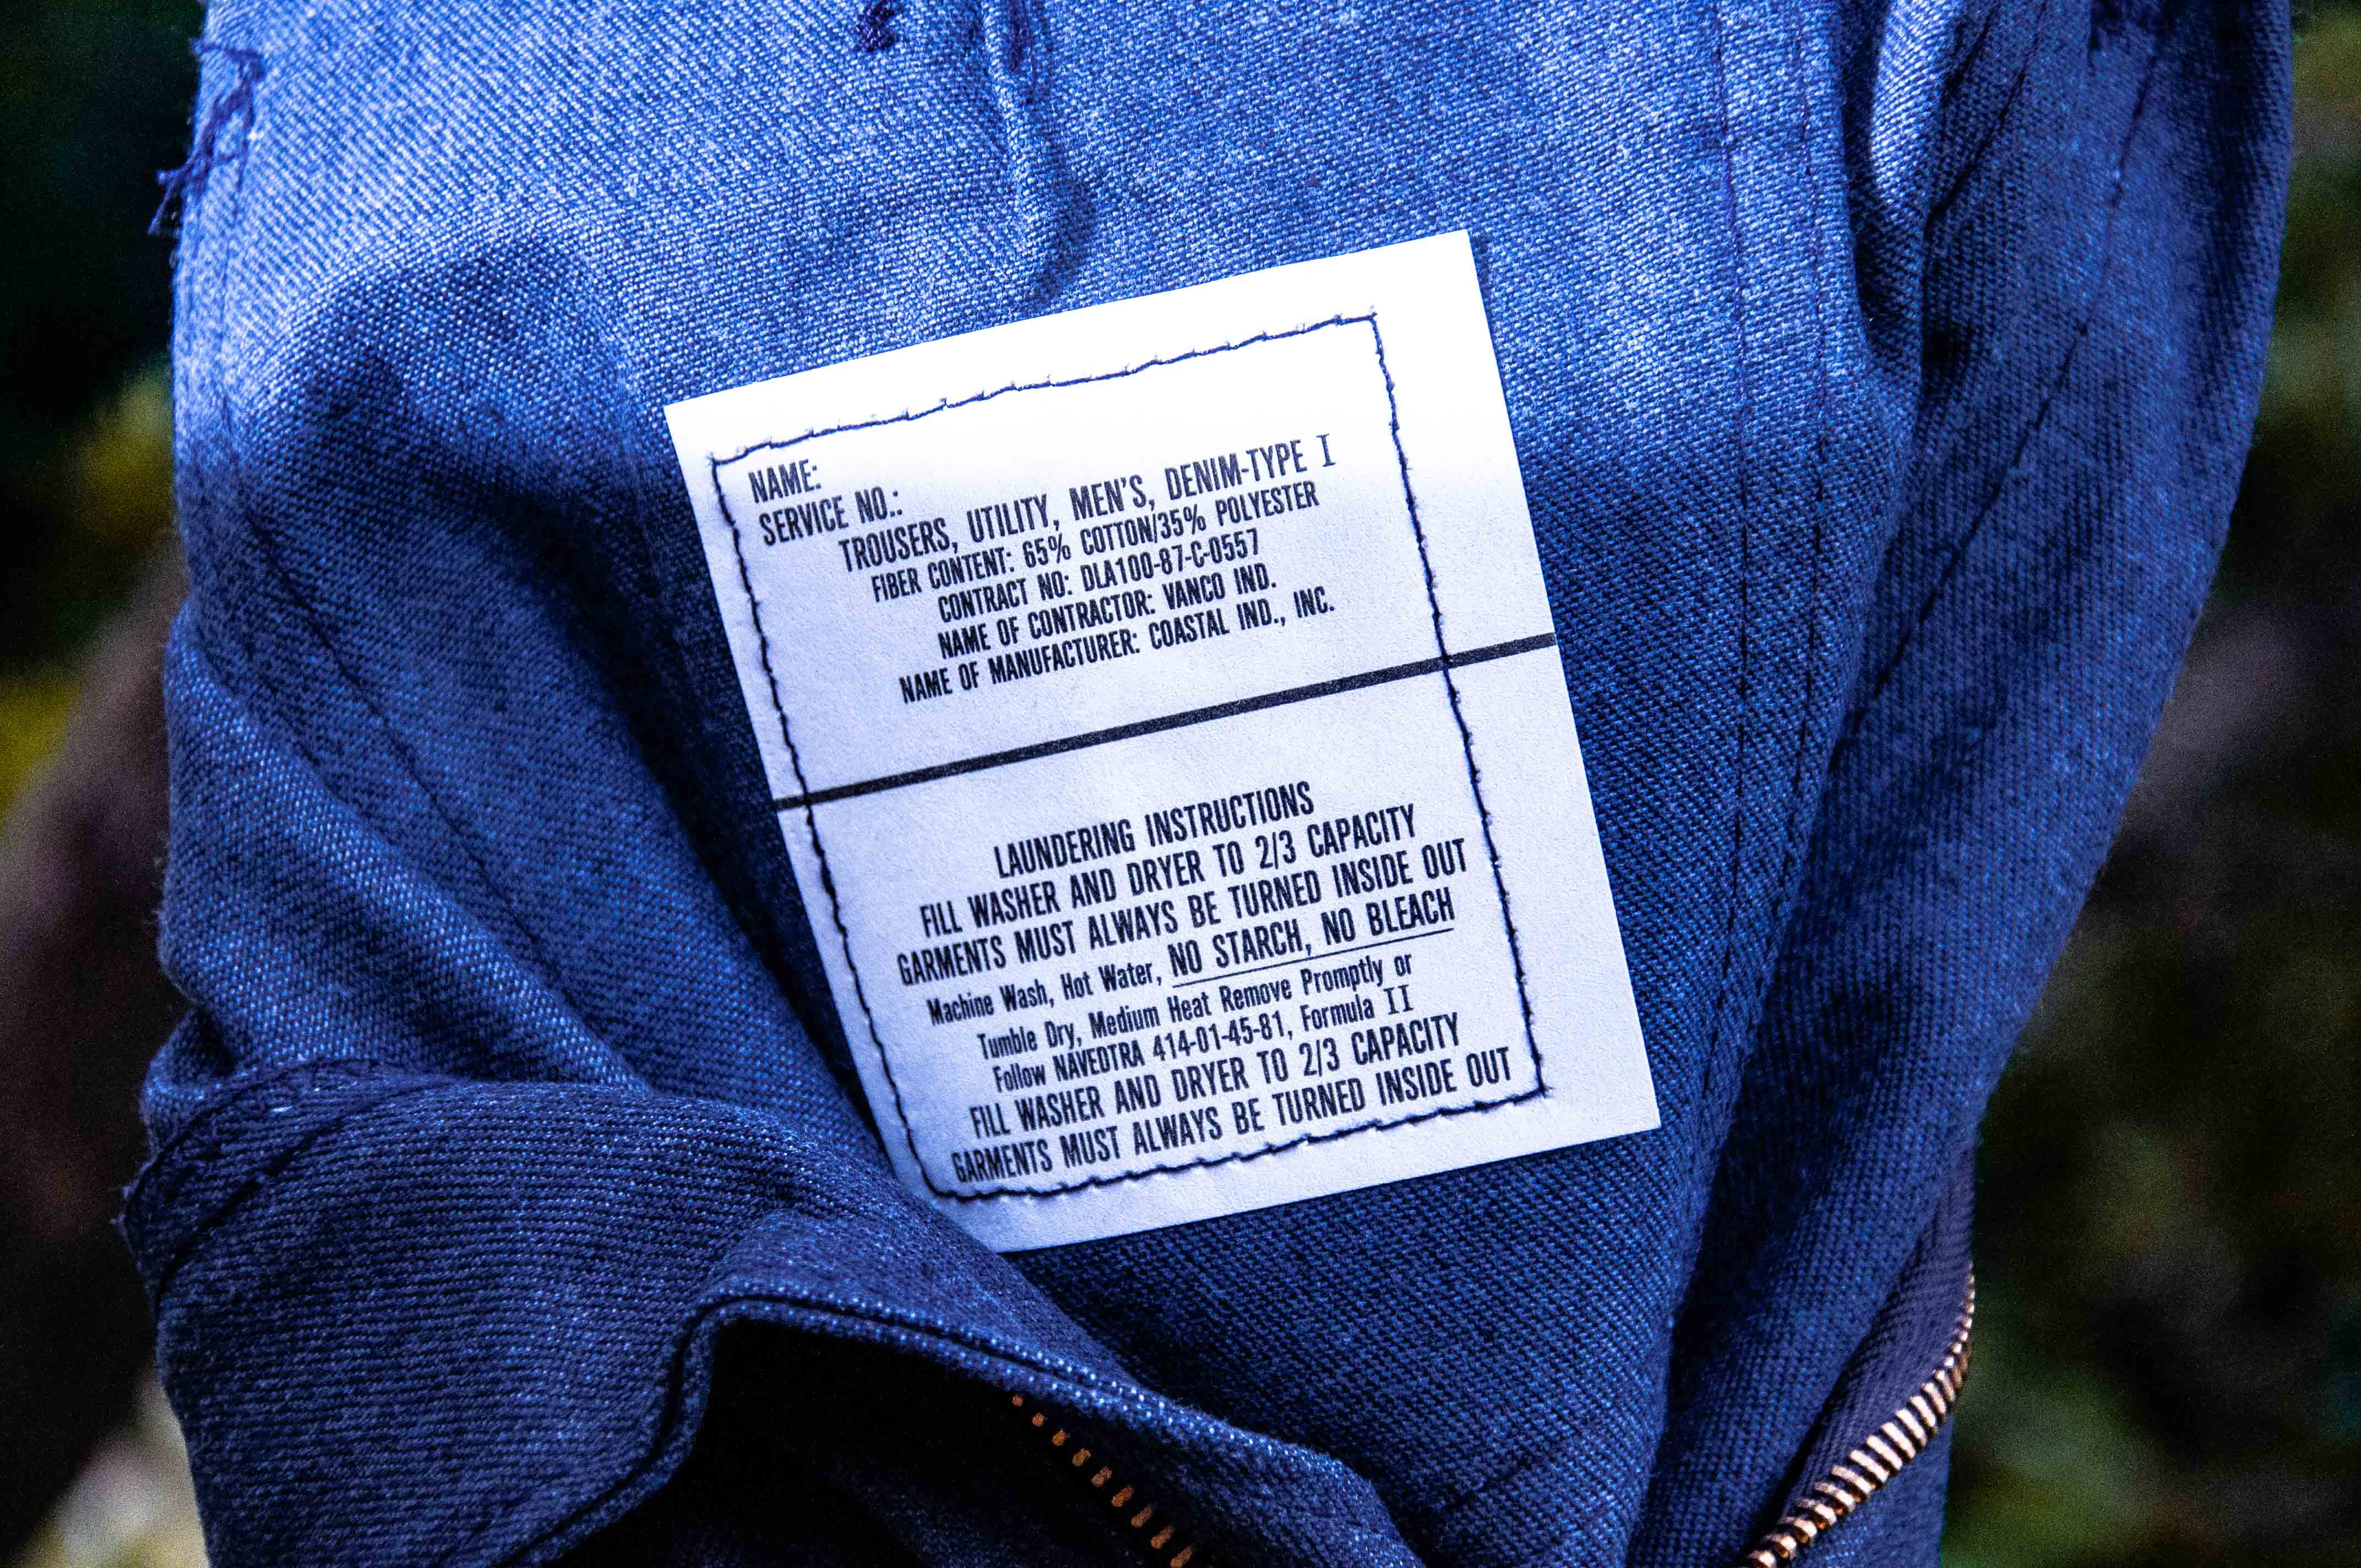 NAME:
SERVICE NO.:
TROUSERS, UTILITY, MEN'S, DENIM-TYPE I
FIBER CONTENT: 65% COTTON/35% POLYESTER
CONTRACT NO: DLA100-87-C-0557
NAME OF CONTRACTOR: VANCO IND.
NAME OF MANUFACTURER: COASTAL IND., INC.
LAUNDERING INSTRUCTIONS
FILL WASHER AND DRYER TO 2/3 CAPACITY
GARMENTS MUST ALWAYS BE TURNED INSIDE OUT
Machine Wash, Hot Water, NO STARCH, NO BLEACH
Tumble Dry, Medium Heat Remove Promptly or
Follow NAVEDTRA 414-01-45-81, Formula II
FILL WASHER AND DRYER TO 2/3 CAPACITY
GARMENTS MUST ALWAYS BE TURNED INSIDE OUT